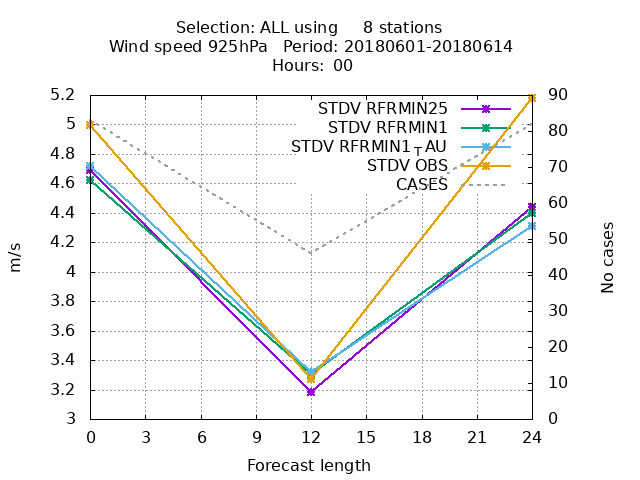 Selection: ALL using 8 stations
Wind speed 925hPa Period: 20180601-20180614
Hours: 00
STDV RFRMIN25
STDV RFRMIN1
STDV RFRMIN1TAU
STDV OBS
CASES
5.2
5
4.8
4.6
4.4
4.2
4
3.8
3.6
3.4
3.2
3
m/s
90
80
70
60
50
40
30
20
10
0
No cases
0 3 6 9 12 15 18 21 24
Forecast length